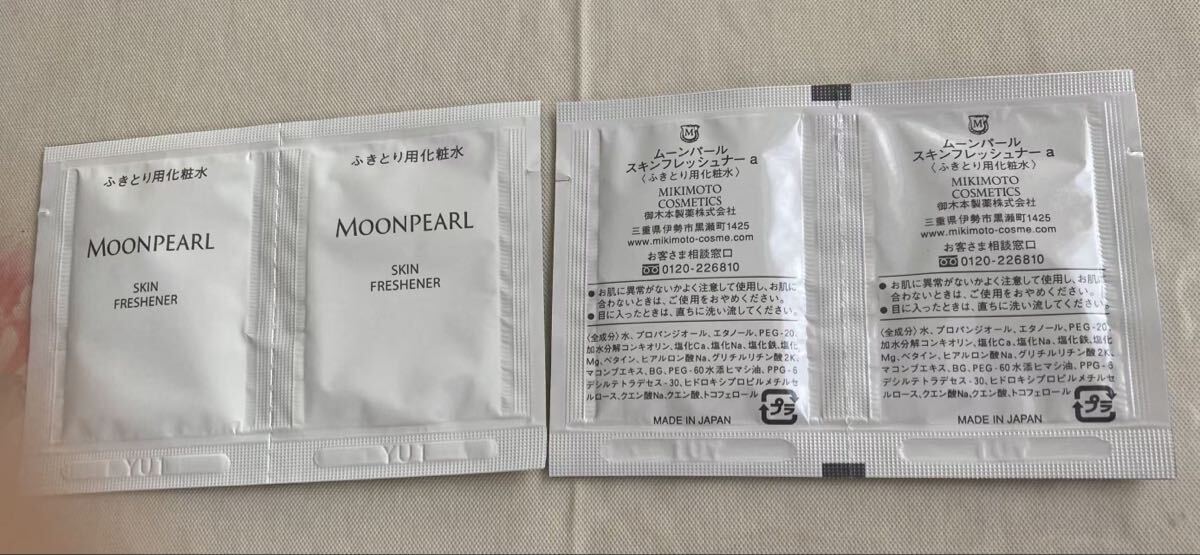 ふきとり用化粧水
MOONPEARL
SKIN
FRESHENER
YU1
ふきとり用化粧水
MOONPEARL
SKIN
FRESHENER
YU1
M
ムーンパール
スキンフレッシュナー a
〈ふきとり用化粧水〉
MIKIMOTO
COSMETICS
御木本製薬株式会社
三重県伊勢市黒瀬町1425
www.mikimoto-cosme.com
お客さま相談窓口
0120-226810
● お肌に異常がないかよく注意して使用し、お肌に
合わないときは、ご使用をおやめください。
● 目に入ったときは、直ちに洗い流してください。
〈全成分〉水、プロパンジオール、エタノール、PEG-20、
加水分解コンキオリン、塩化Ca、塩化Na、塩化鉄、塩化
Mg、ベタイン、ヒアルロン酸Na、グリチルリチン酸2K、
マコンブエキス、BG、PEG-60水添ヒマシ油、PPG-6
デシルテトラデセス-30、ヒドロキシプロピルメチルセ
ルロース、クエン酸Na、クエン酸、トコフェロール
プラ
MADE IN JAPAN
M
ムーンパール
スキンフレッシュナー a
〈ふきとり用化粧水〉
MIKIMOTO
COSMETICS
御木本製薬株式会社
三重県伊勢市黒瀬町1425
www.mikimoto-cosme.com
お客さま相談窓口
0120-226810
● お肌に異常がないかよく注意して使用し、お肌に
合わないときは、ご使用をおやめください。
● 目に入ったときは、直ちに洗い流してください。
〈全成分〉水、プロパンジオール、エタノール、PEG-20、
加水分解コンキオリン、塩化Ca、塩化Na、塩化鉄、塩化
Mg、ベタイン、ヒアルロン酸Na、グリチルリチン酸2K、
マコンブエキス、BG、PEG-60水添ヒマシ油、PPG-6
デシルテトラデセス-30、ヒドロキシプロピルメチルセ
ルロース、クエン酸Na、クエン酸、トコフェロール
プラ
MADE IN JAPAN